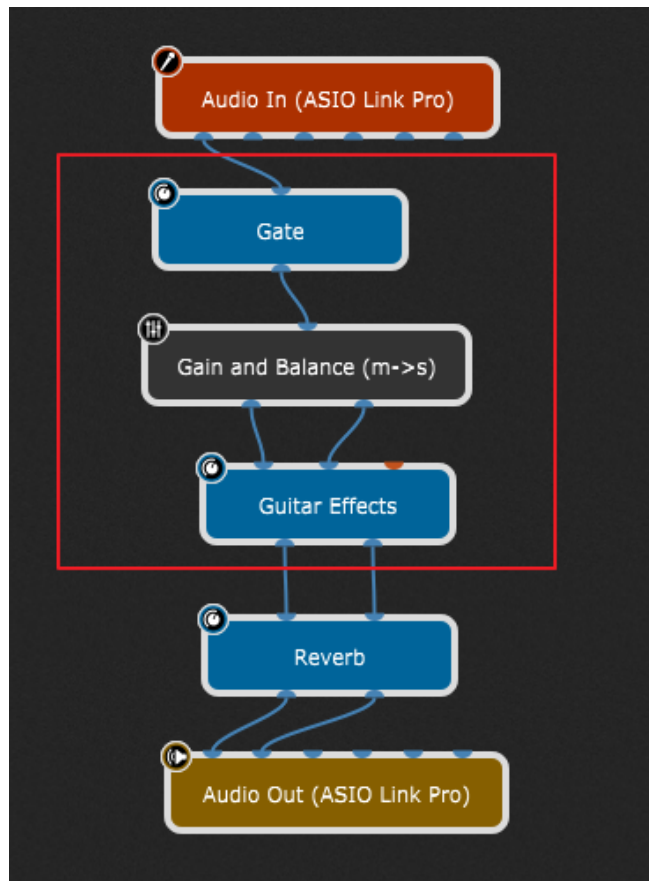 Audio In (ASIO Link Pro)
Gate
Gain and Balance (m->s)
Guitar Effects
Reverb
Audio Out (ASIO Link Pro)